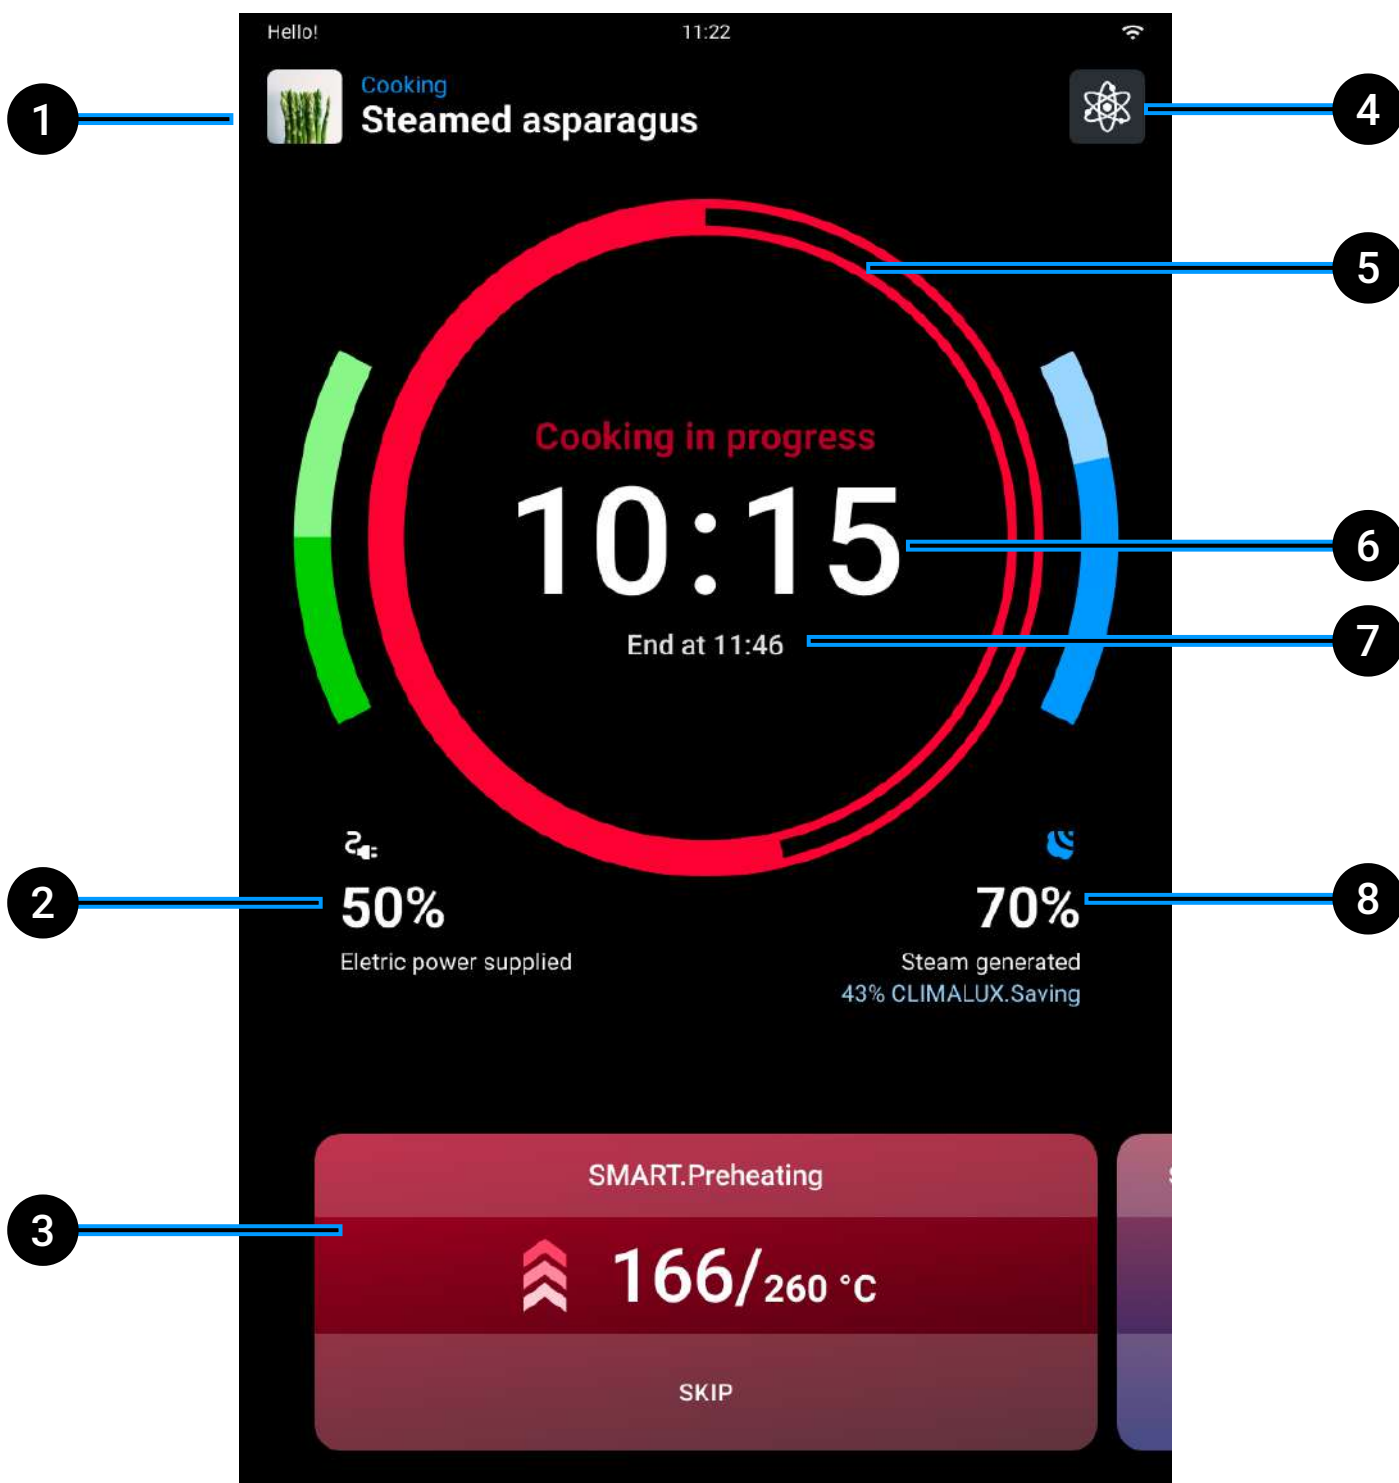 Hello!
11:22
1
Cooking
Steamed asparagus
4
5
Cooking in progress
10:15
6
End at 11:46
7
2
50%
Eletric power supplied
70%
8
Steam generated
43% CLIMALUX.Saving
SMART.Preheating
3
166/260 °C
SKIP